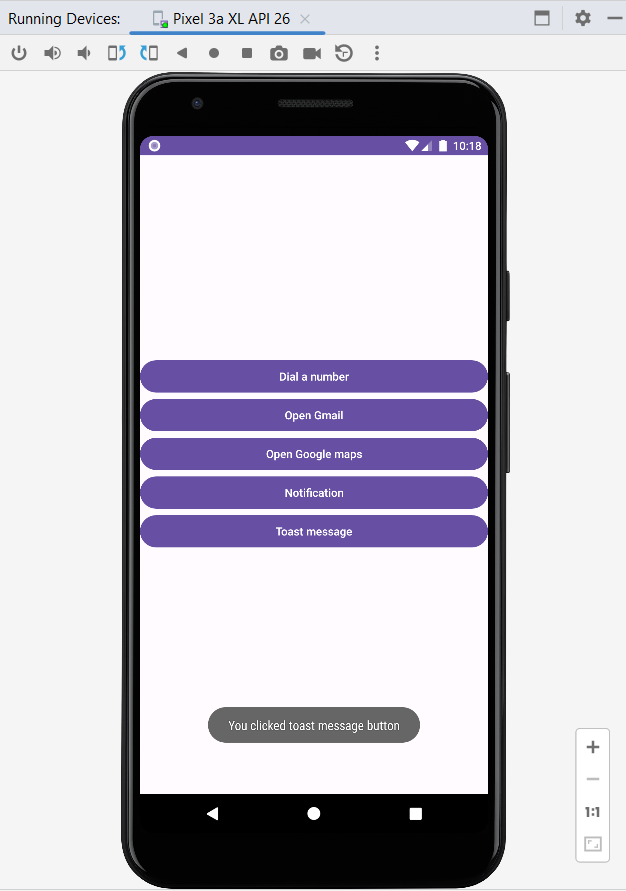 Running Devices:
Pixel 3a XL API 26
10:18
Dial a number
Open Gmail
Open Google maps
Notification
Toast message
You clicked toast message button
1:1